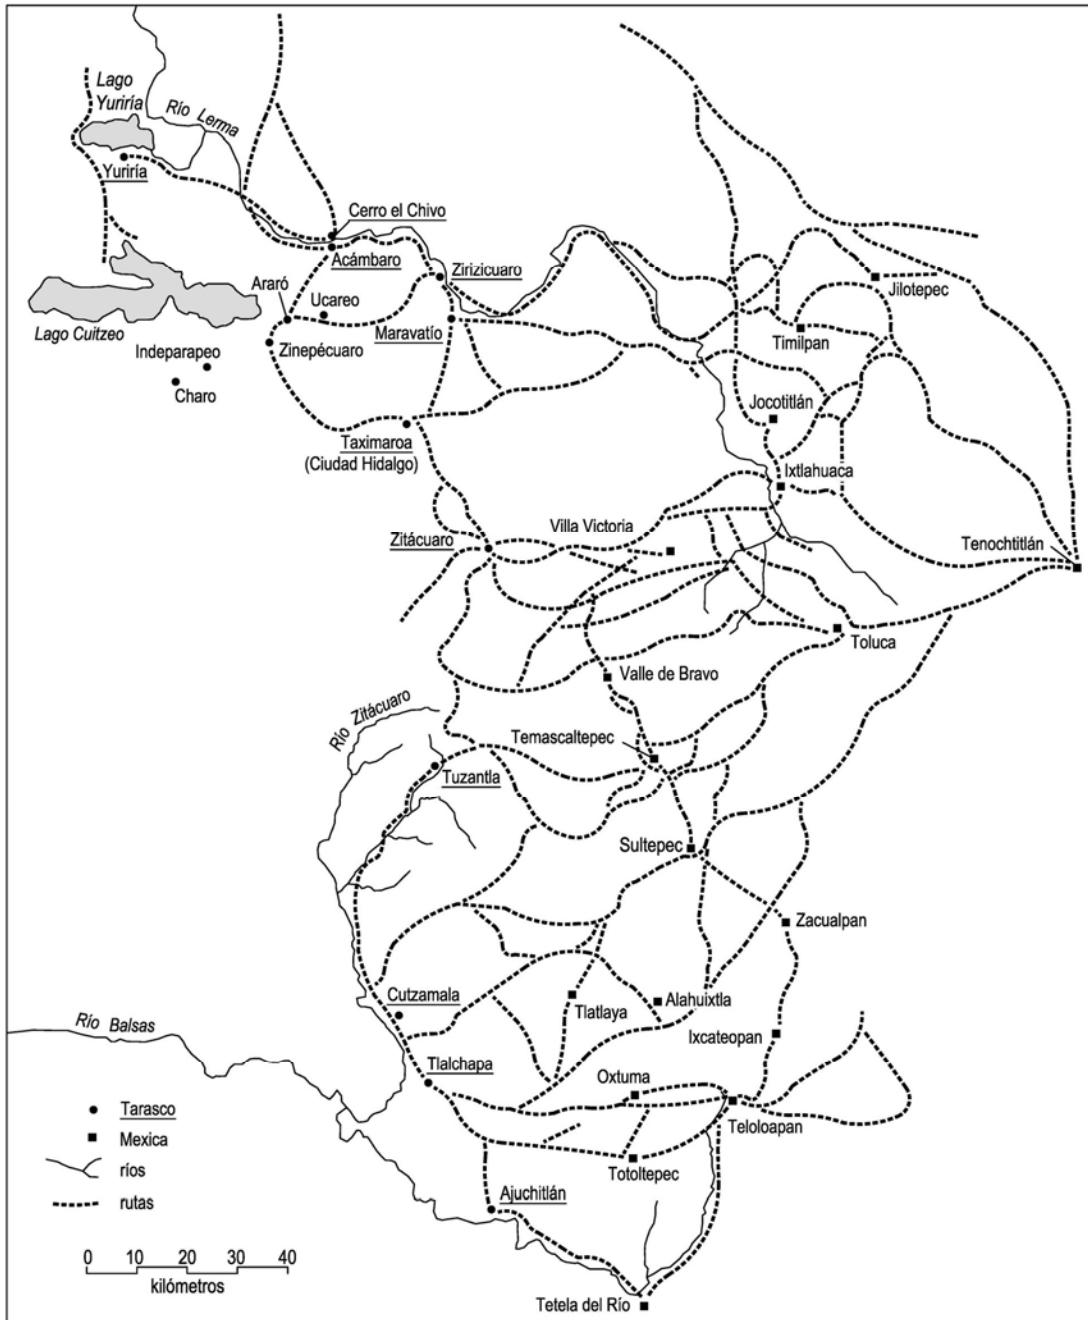 Lago
Yuriría
Río Lerma
Yuriría
Cerro el Chivo
Acámbaro
Zirizicuaro
Araró
Ucareo
Jilotepec
Lago Cuitzeo
Maravatío
Timilpan
Indeparapeo
Zinepécuaro
Charo
Jocotitlán
Taximaroa
(Ciudad Hidalgo)
Ixtlahuaca
Villa Victoria
Zitácuaro
Tenochtitlán
Toluca
Valle de Bravo
Río Zitácuaro
Temascaltepec
Tuzantla
Sultepec
Zacualpan
Cutzamala
Tlatlaya
Alahuixtla
Río Balsas
Ixcateopan
Tlalchapa
Oxtuma
Tarasco
Teloloapan
Mexica
ríos
Totoltepec
rutas
Ajuchitlán
0 10 20 30 40
kilómetros
Tetela del Río